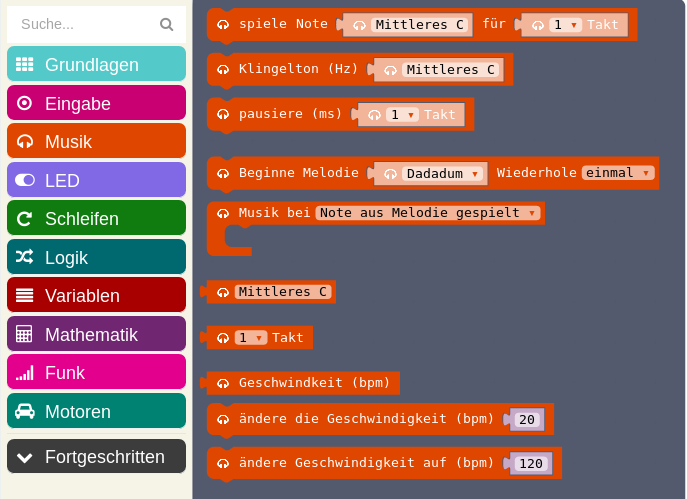 Suche...
Grundlagen
Eingabe
Musik
LED
Schleifen
Logik
Variablen
Mathematik
Funk
Motoren
Fortgeschritten
spiele Note Mittleres C für 1 Takt
Klingelton (Hz) Mittleres C
pausiere (ms) 1 Takt
Beginne Melodie Dadadum Wiederhole einmal
Musik bei Note aus Melodie gespielt
Mittleres C
1 Takt
Geschwindkeit (bpm)
ändere die Geschwindigkeit (bpm) 20
ändere Geschwindigkeit auf (bpm) 120